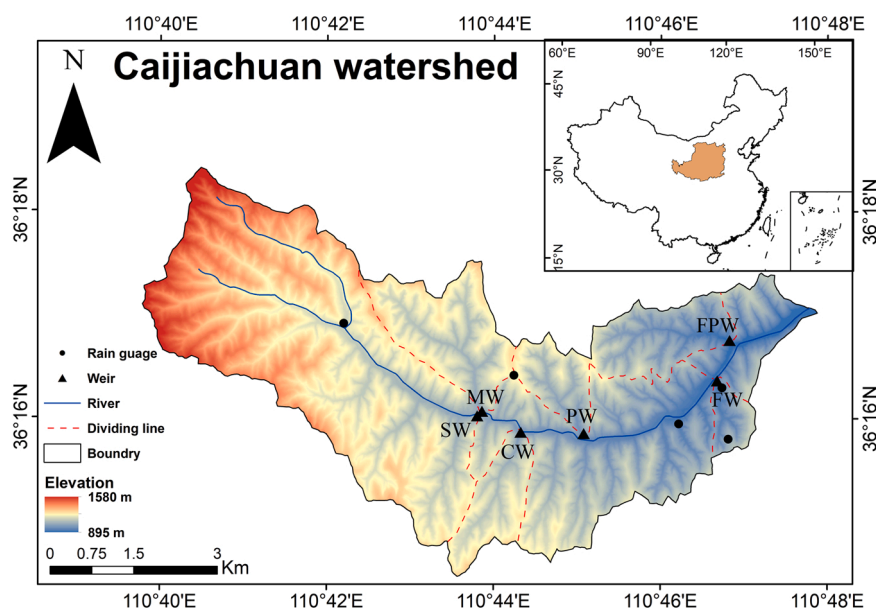 110°40'E 110°42'E 110°44'E 110°46'E 110°48'E
N
Caijiachuan watershed
60°E 90°E 120°E 150°E
45°N
30°N
15°N
36°18'N
36°18'N
FPW
Rain guage
Weir
River
Dividing line
Boundry
MW
SW
CW
PW
FW
36°16'N
36°16'N
Elevation
1580 m
895 m
0 0.75 1.5 3
Km
110°40'E 110°42'E 110°44'E 110°46'E 110°48'E